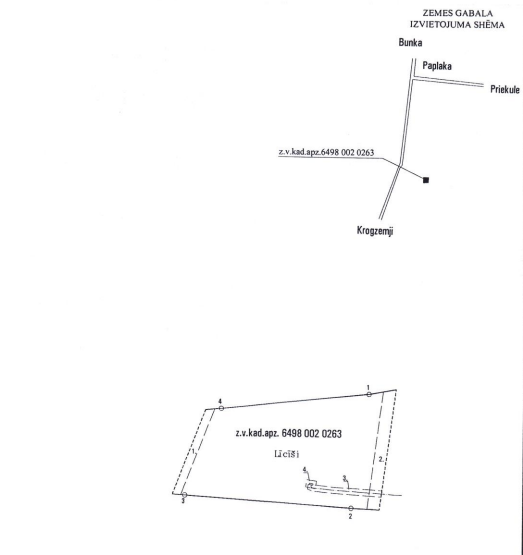 ZEMES GABALA
IZVIETOJUMA SHĒMA
Bunka
Paplaka
Priekule
z.v.kad.apz.6498 002 0263
Krogzemji
4
1
z.v.kad.apz. 6498 002 0263
Līcīši
1.
2.
4.
3.
3
2